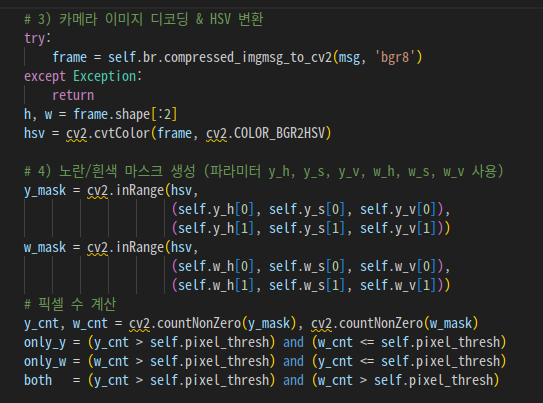 # 3) 카메라 이미지 디코딩 & HSV 변환
try:
    frame = self.br.compressed_imgmsg_to_cv2(msg, 'bgr8')
except Exception:
    return
h, w = frame.shape[:2]
hsv = cv2.cvtColor(frame, cv2.COLOR_BGR2HSV)

# 4) 노란/흰색 마스크 생성 (파라미터 y_h, y_s, y_v, w_h, w_s, w_v 사용)
y_mask = cv2.inRange(hsv,
                     (self.y_h[0], self.y_s[0], self.y_v[0]),
                     (self.y_h[1], self.y_s[1], self.y_v[1]))
w_mask = cv2.inRange(hsv,
                     (self.w_h[0], self.w_s[0], self.w_v[0]),
                     (self.w_h[1], self.w_s[1], self.w_v[1]))
# 픽셀 수 계산
y_cnt, w_cnt = cv2.countNonZero(y_mask), cv2.countNonZero(w_mask)
only_y = (y_cnt > self.pixel_thresh) and (w_cnt <= self.pixel_thresh)
only_w = (w_cnt > self.pixel_thresh) and (y_cnt <= self.pixel_thresh)
both   = (y_cnt > self.pixel_thresh) and (w_cnt > self.pixel_thresh)